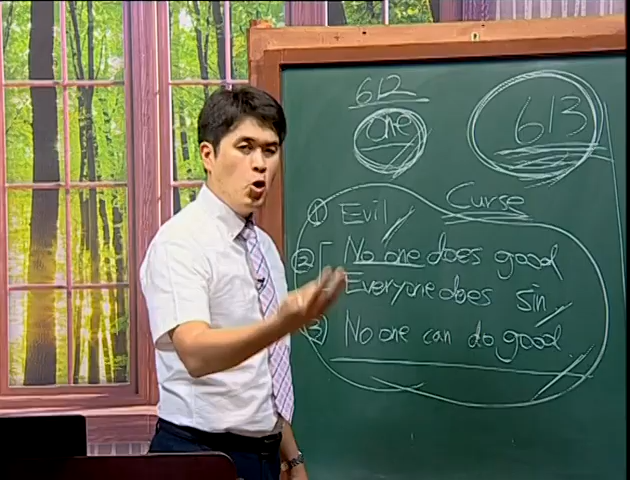 612
one
613
Curse
① Evil
② No one does good
Everyone does sin
③ No one can do good